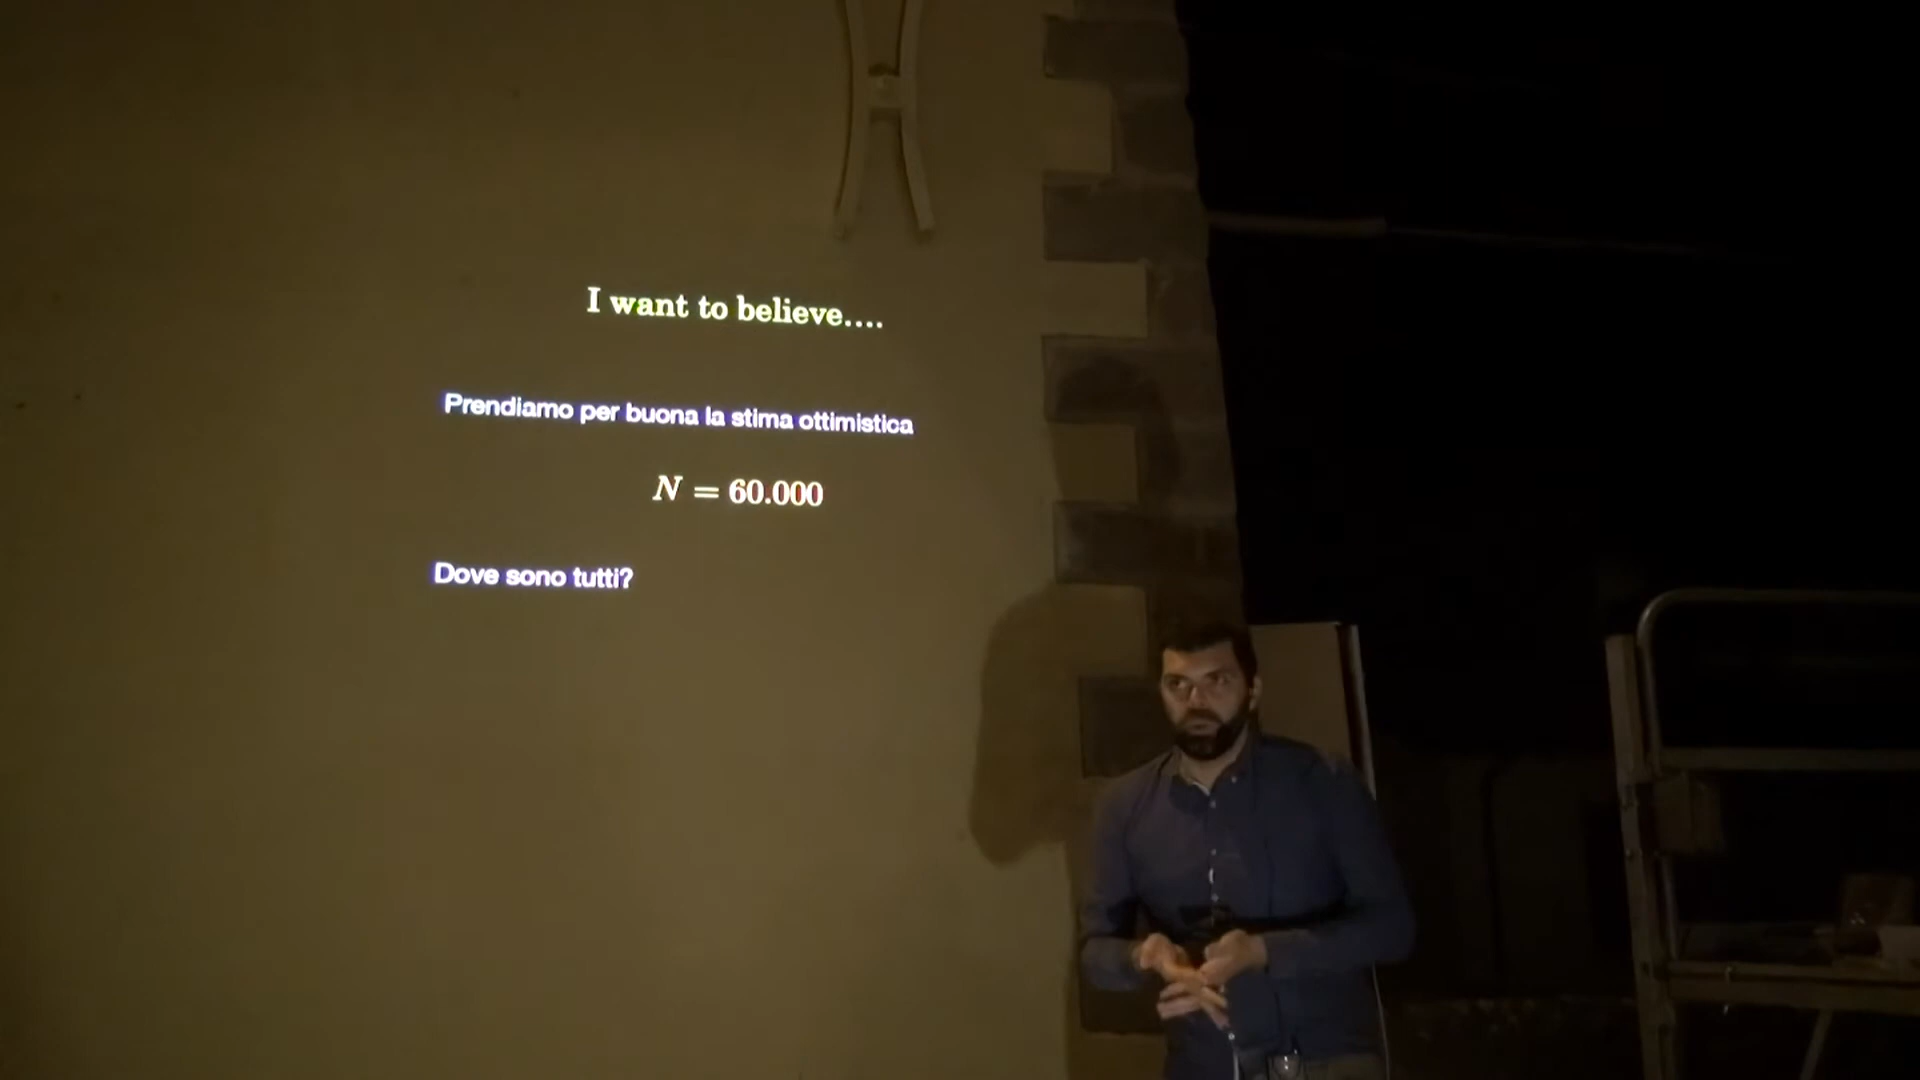 I want to believe....
Prendiamo per buona la stima ottimistica
N = 60.000
Dove sono tutti?